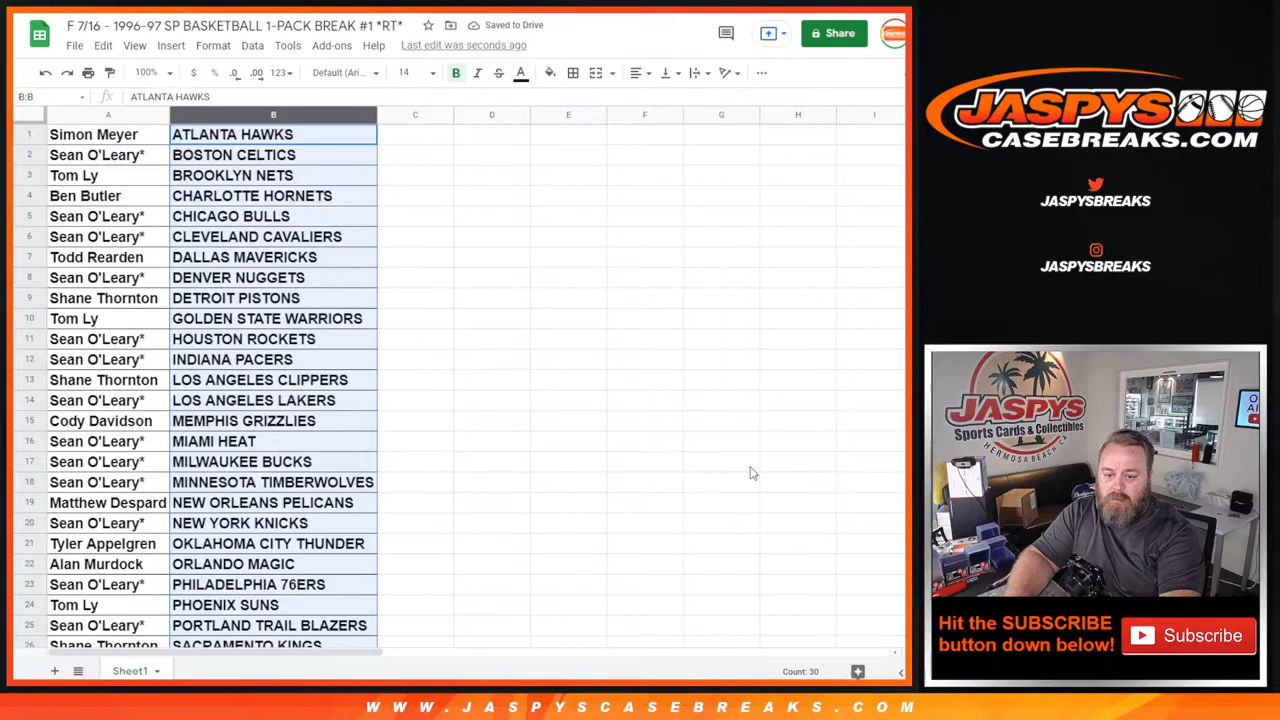 F 7/16 - 1996-97 SP BASKETBALL 1-PACK BREAK #1 *RT*
Saved to Drive
File Edit View Insert Format Data Tools Add-ons Help Last edit was seconds ago
Share
100% $ % .0 .00 123 Default (Ari... 14 B I S A
B:B fx ATLANTA HAWKS
A B C D E F G H I
1 Simon Meyer ATLANTA HAWKS
2 Sean O'Leary* BOSTON CELTICS
3 Tom Ly BROOKLYN NETS
4 Ben Butler CHARLOTTE HORNETS
5 Sean O'Leary* CHICAGO BULLS
6 Sean O'Leary* CLEVELAND CAVALIERS
7 Todd Rearden DALLAS MAVERICKS
8 Sean O'Leary* DENVER NUGGETS
9 Shane Thornton DETROIT PISTONS
10 Tom Ly GOLDEN STATE WARRIORS
11 Sean O'Leary* HOUSTON ROCKETS
12 Sean O'Leary* INDIANA PACERS
13 Shane Thornton LOS ANGELES CLIPPERS
14 Sean O'Leary* LOS ANGELES LAKERS
15 Cody Davidson MEMPHIS GRIZZLIES
16 Sean O'Leary* MIAMI HEAT
17 Sean O'Leary* MILWAUKEE BUCKS
18 Sean O'Leary* MINNESOTA TIMBERWOLVES
19 Matthew Despard NEW ORLEANS PELICANS
20 Sean O'Leary* NEW YORK KNICKS
21 Tyler Appelgren OKLAHOMA CITY THUNDER
22 Alan Murdock ORLANDO MAGIC
23 Sean O'Leary* PHILADELPHIA 76ERS
24 Tom Ly PHOENIX SUNS
25 Sean O'Leary* PORTLAND TRAIL BLAZERS
26 Shane Thornton SACRAMENTO KINGS
Sheet1
Count: 30
JASPYS
CASEBREAKS.COM
JASPYSBREAKS
JASPYSBREAKS
JASPYS
Sports Cards & Collectibles
HERMOSA BEACH CA
Hit the SUBSCRIBE
button down below!
Subscribe
WWW.JASPYSCASEBREAKS.COM